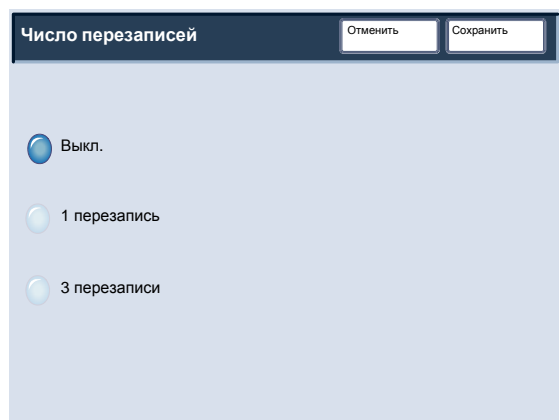 Число перезаписей
Отменить
Сохранить
Выкл.
1 перезапись
3 перезаписи